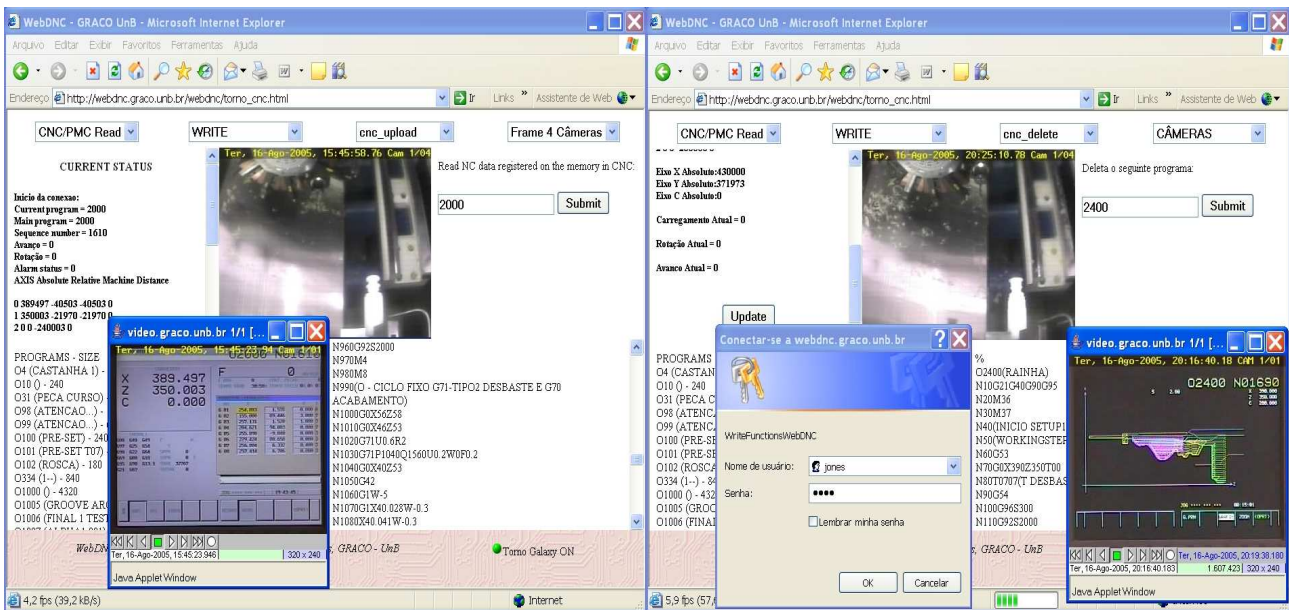 WebDNC - GRACO UnB - Microsoft Internet Explorer
Arquivo Editar Exibir Favoritos Ferramentas Ajuda
Endereço http://webdnc.graco.unb.br/webdnc/torno_cnc.html Ir Links » Assistente de Web
CNC/PMC Read WRITE cnc_upload Frame 4 Câmeras
CURRENT STATUS
Inicio da conexao:
Current program = 2000
Main program = 2000
Sequence number = 1610
Avanço = 0
Rotação = 0
Alarm status = 0
AXIS Absolute Relative Machine Distance
0 389497 -40503 -40503 0
1 350003 -21970 -21970 0
2 0 0 -240003 0
Ter, 16-Ago-2005, 15:45:58.76 Cam 1/04
Read NC data registered on the memory in CNC:
2000 Submit
PROGRAMS - SIZE
O4 (CASTANHA 1) -
O10 () - 240
O31 (PECA CURSO) -
O98 (ATENCAO...) -
O99 (ATENCAO...) -
O100 (PRE-SET) - 240
O101 (PRE-SET T07) -
O102 (ROSCA) - 180
O334 (1--) - 840
O1000 () - 4320
O1005 (GROOVE ARO
O1006 (FINAL 1 TEST
video.graco.unb.br 1/1 [...
Ter, 16-Ago-2005, 15:45:23.94 Cam 1/01
X 389.497
Z 350.003
C 0.000
F 0
Ter, 16-Ago-2005, 15:45:23.946 320 x 240
Java Applet Window
N960G92S2000
N970M4
N980M8
N990(O - CICLO FIXO G71-TIPO2 DESBASTE E G70
ACABAMENTO)
N1000G0X56Z58
N1010G0X46Z53
N1020G71U0.6R2
N1030G71P1040Q1560U0.2W0F0.2
N1040G0X40Z53
N1050G42
N1060G1W-5
N1070G1X40.028W-0.3
N1080X40.041W-0.3
WebDN
, GRACO - UnB
Torno Galaxy ON
4,2 fps (39,2 kB/s) Internet
WebDNC - GRACO UnB - Microsoft Internet Explorer
Arquivo Editar Exibir Favoritos Ferramentas Ajuda
Endereço http://webdnc.graco.unb.br/webdnc/torno_cnc.html Ir Links » Assistente de Web
CNC/PMC Read WRITE cnc_delete CÂMERAS
Eixo X Absoluto:430000
Eixo Y Absoluto:371973
Eixo C Absoluto:0
Carregamento Atual = 0
Rotação Atual = 0
Avanco Atual = 0
Update
Ter, 16-Ago-2005, 20:25:10.78 Cam 1/04
Deleta o seguinte programa:
2400 Submit
PROGRAMS
O4 (CASTAN
O10 () - 240
O31 (PECA C
O98 (ATENC
O99 (ATENC
O100 (PRE-SE
O101 (PRE-SE
O102 (ROSCA
O334 (1--) - 84
O1000 () - 432
O1005 (GROO
O1006 (FINAL
Conectar-se a webdnc.graco.unb.br
WriteFunctionsWebDNC
Nome de usuário: jones
Senha: ••••
Lembrar minha senha
OK Cancelar
%
O2400(RAINHA)
N10G21G40G90G95
N20M36
N30M37
N40(INICIO SETUP1
N50(WORKINGSTEP
N60G53
N70G0X390Z350T00
N80T0707(T DESBAS
N90G54
N100G96S300
N110G92S2000
video.graco.unb.br 1/1 [...
Ter, 16-Ago-2005, 20:16:40.18 CAM 1/01
O2400 N01690
Ter, 16-Ago-2005, 20:19:38.180
Ter, 16-Ago-2005, 20:16:40.183 1.607.423 320 x 240
Java Applet Window
, GRACO - UnB
5,9 fps (57,